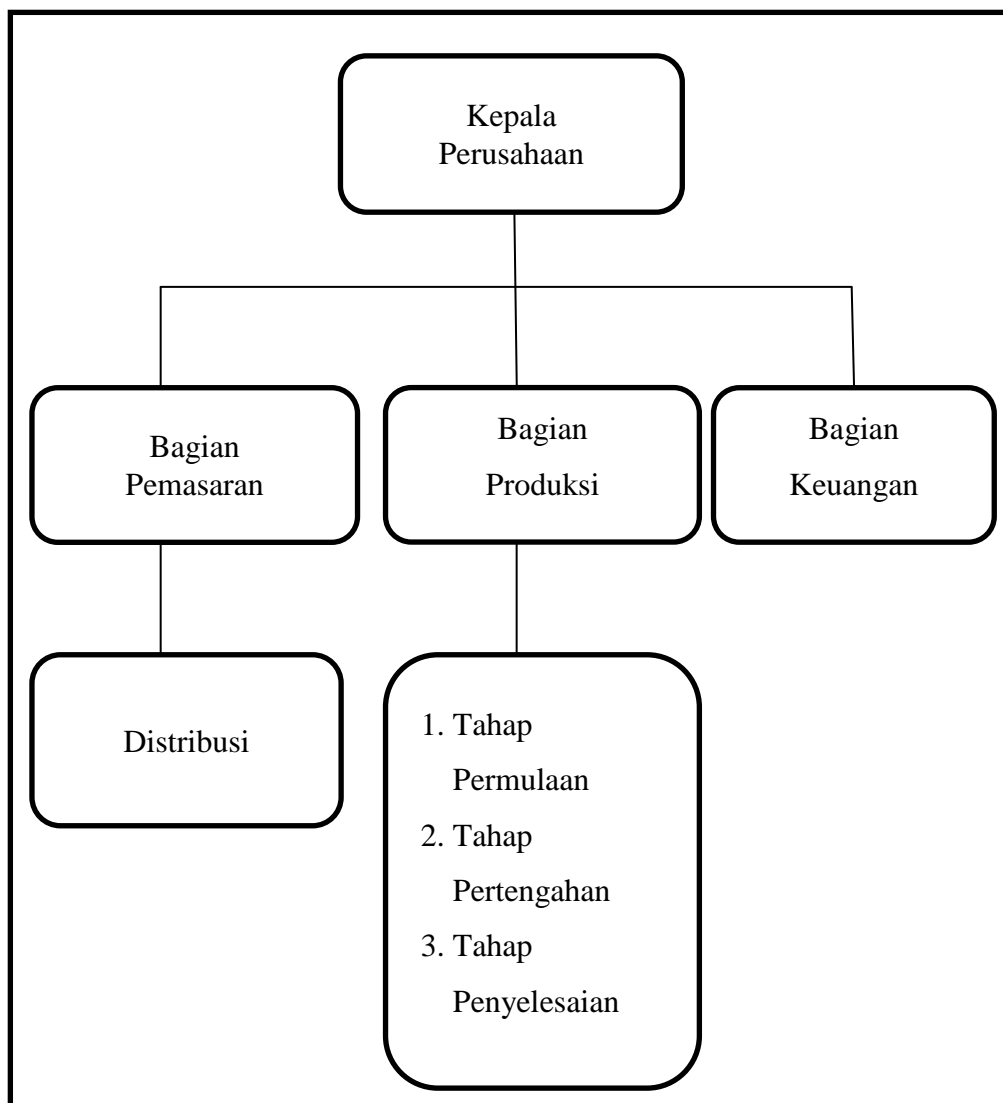 Kepala
Perusahaan
Bagian
Pemasaran
Bagian
Produksi
Bagian
Keuangan
Distribusi
1. Tahap
Permulaan
2. Tahap
Pertengahan
3. Tahap
Penyelesaian